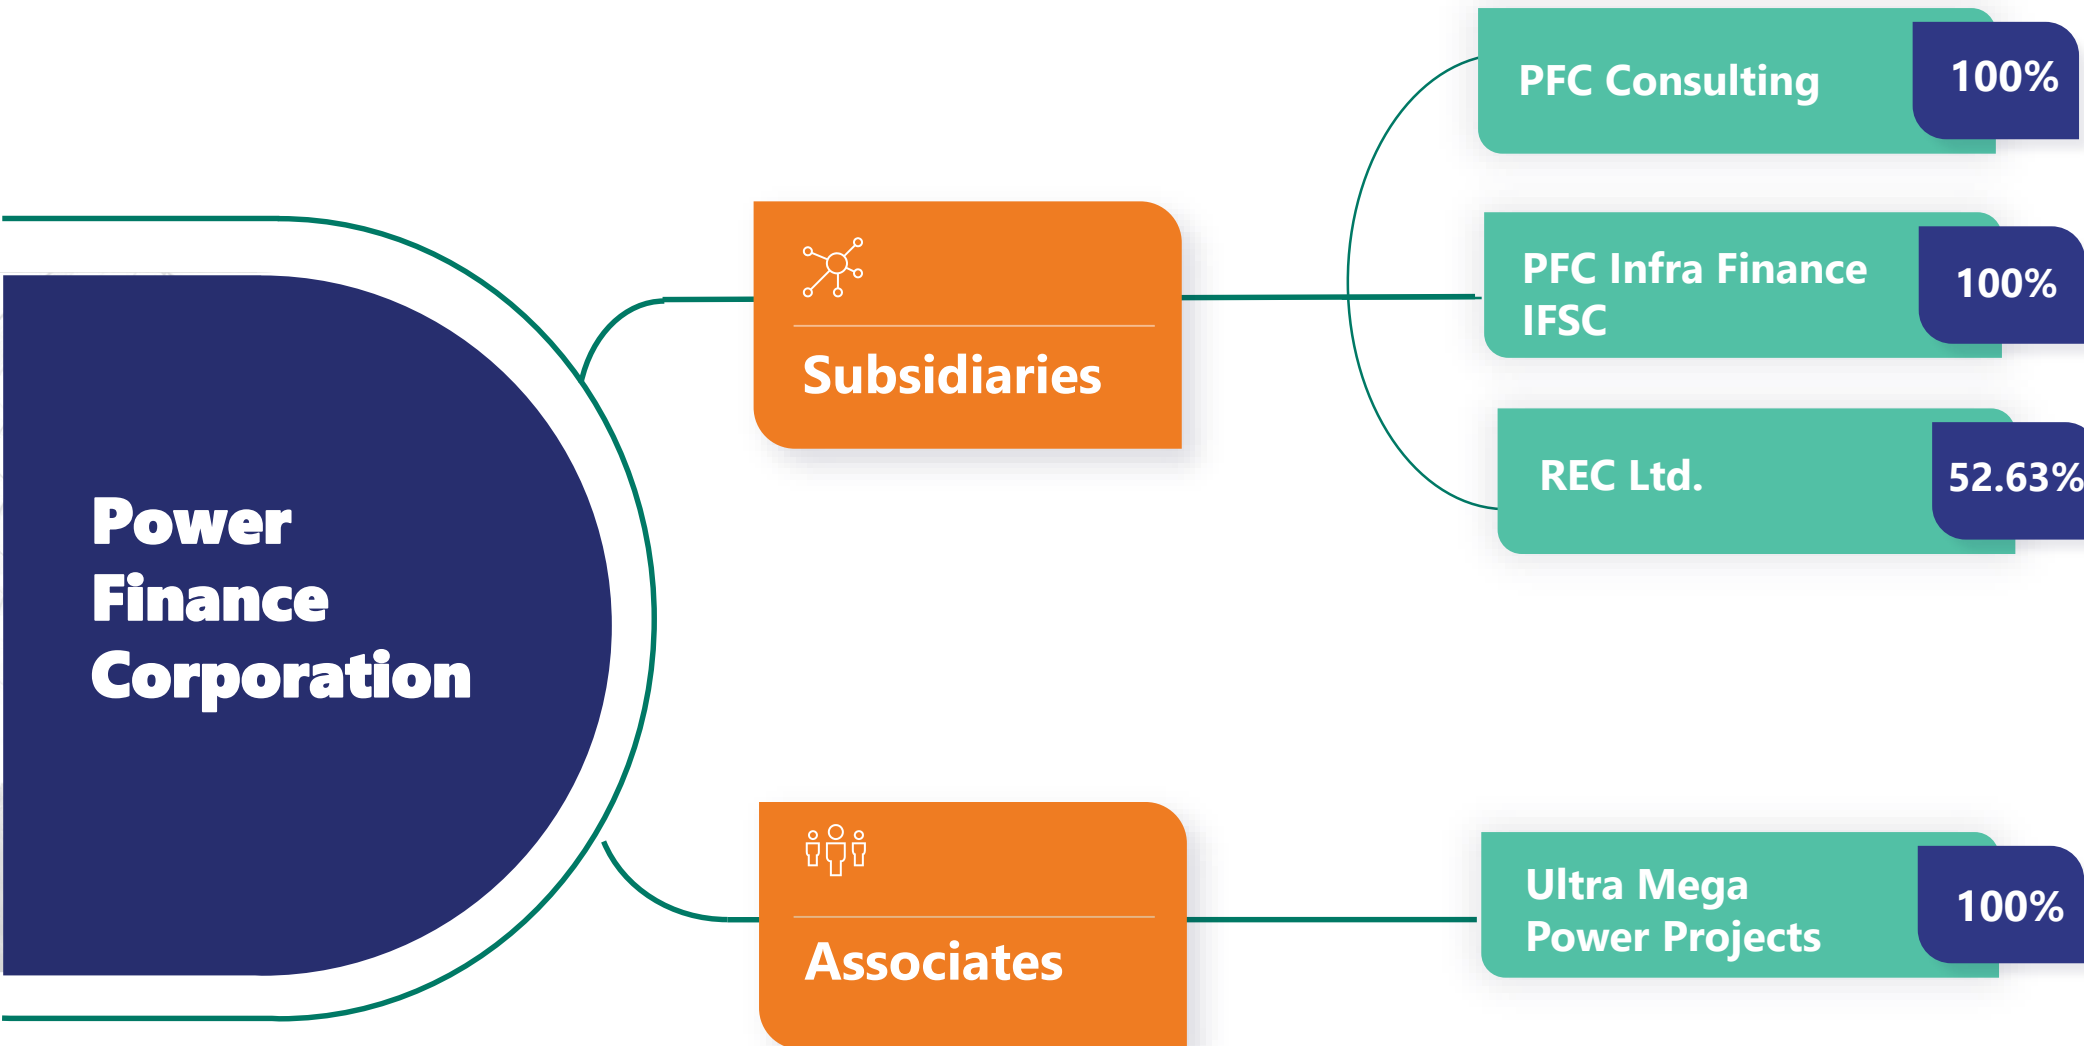 Power
Finance
Corporation
Subsidiaries
PFC Consulting
100%
PFC Infra Finance
IFSC
100%
REC Ltd.
52.63%
Associates
Ultra Mega
Power Projects
100%